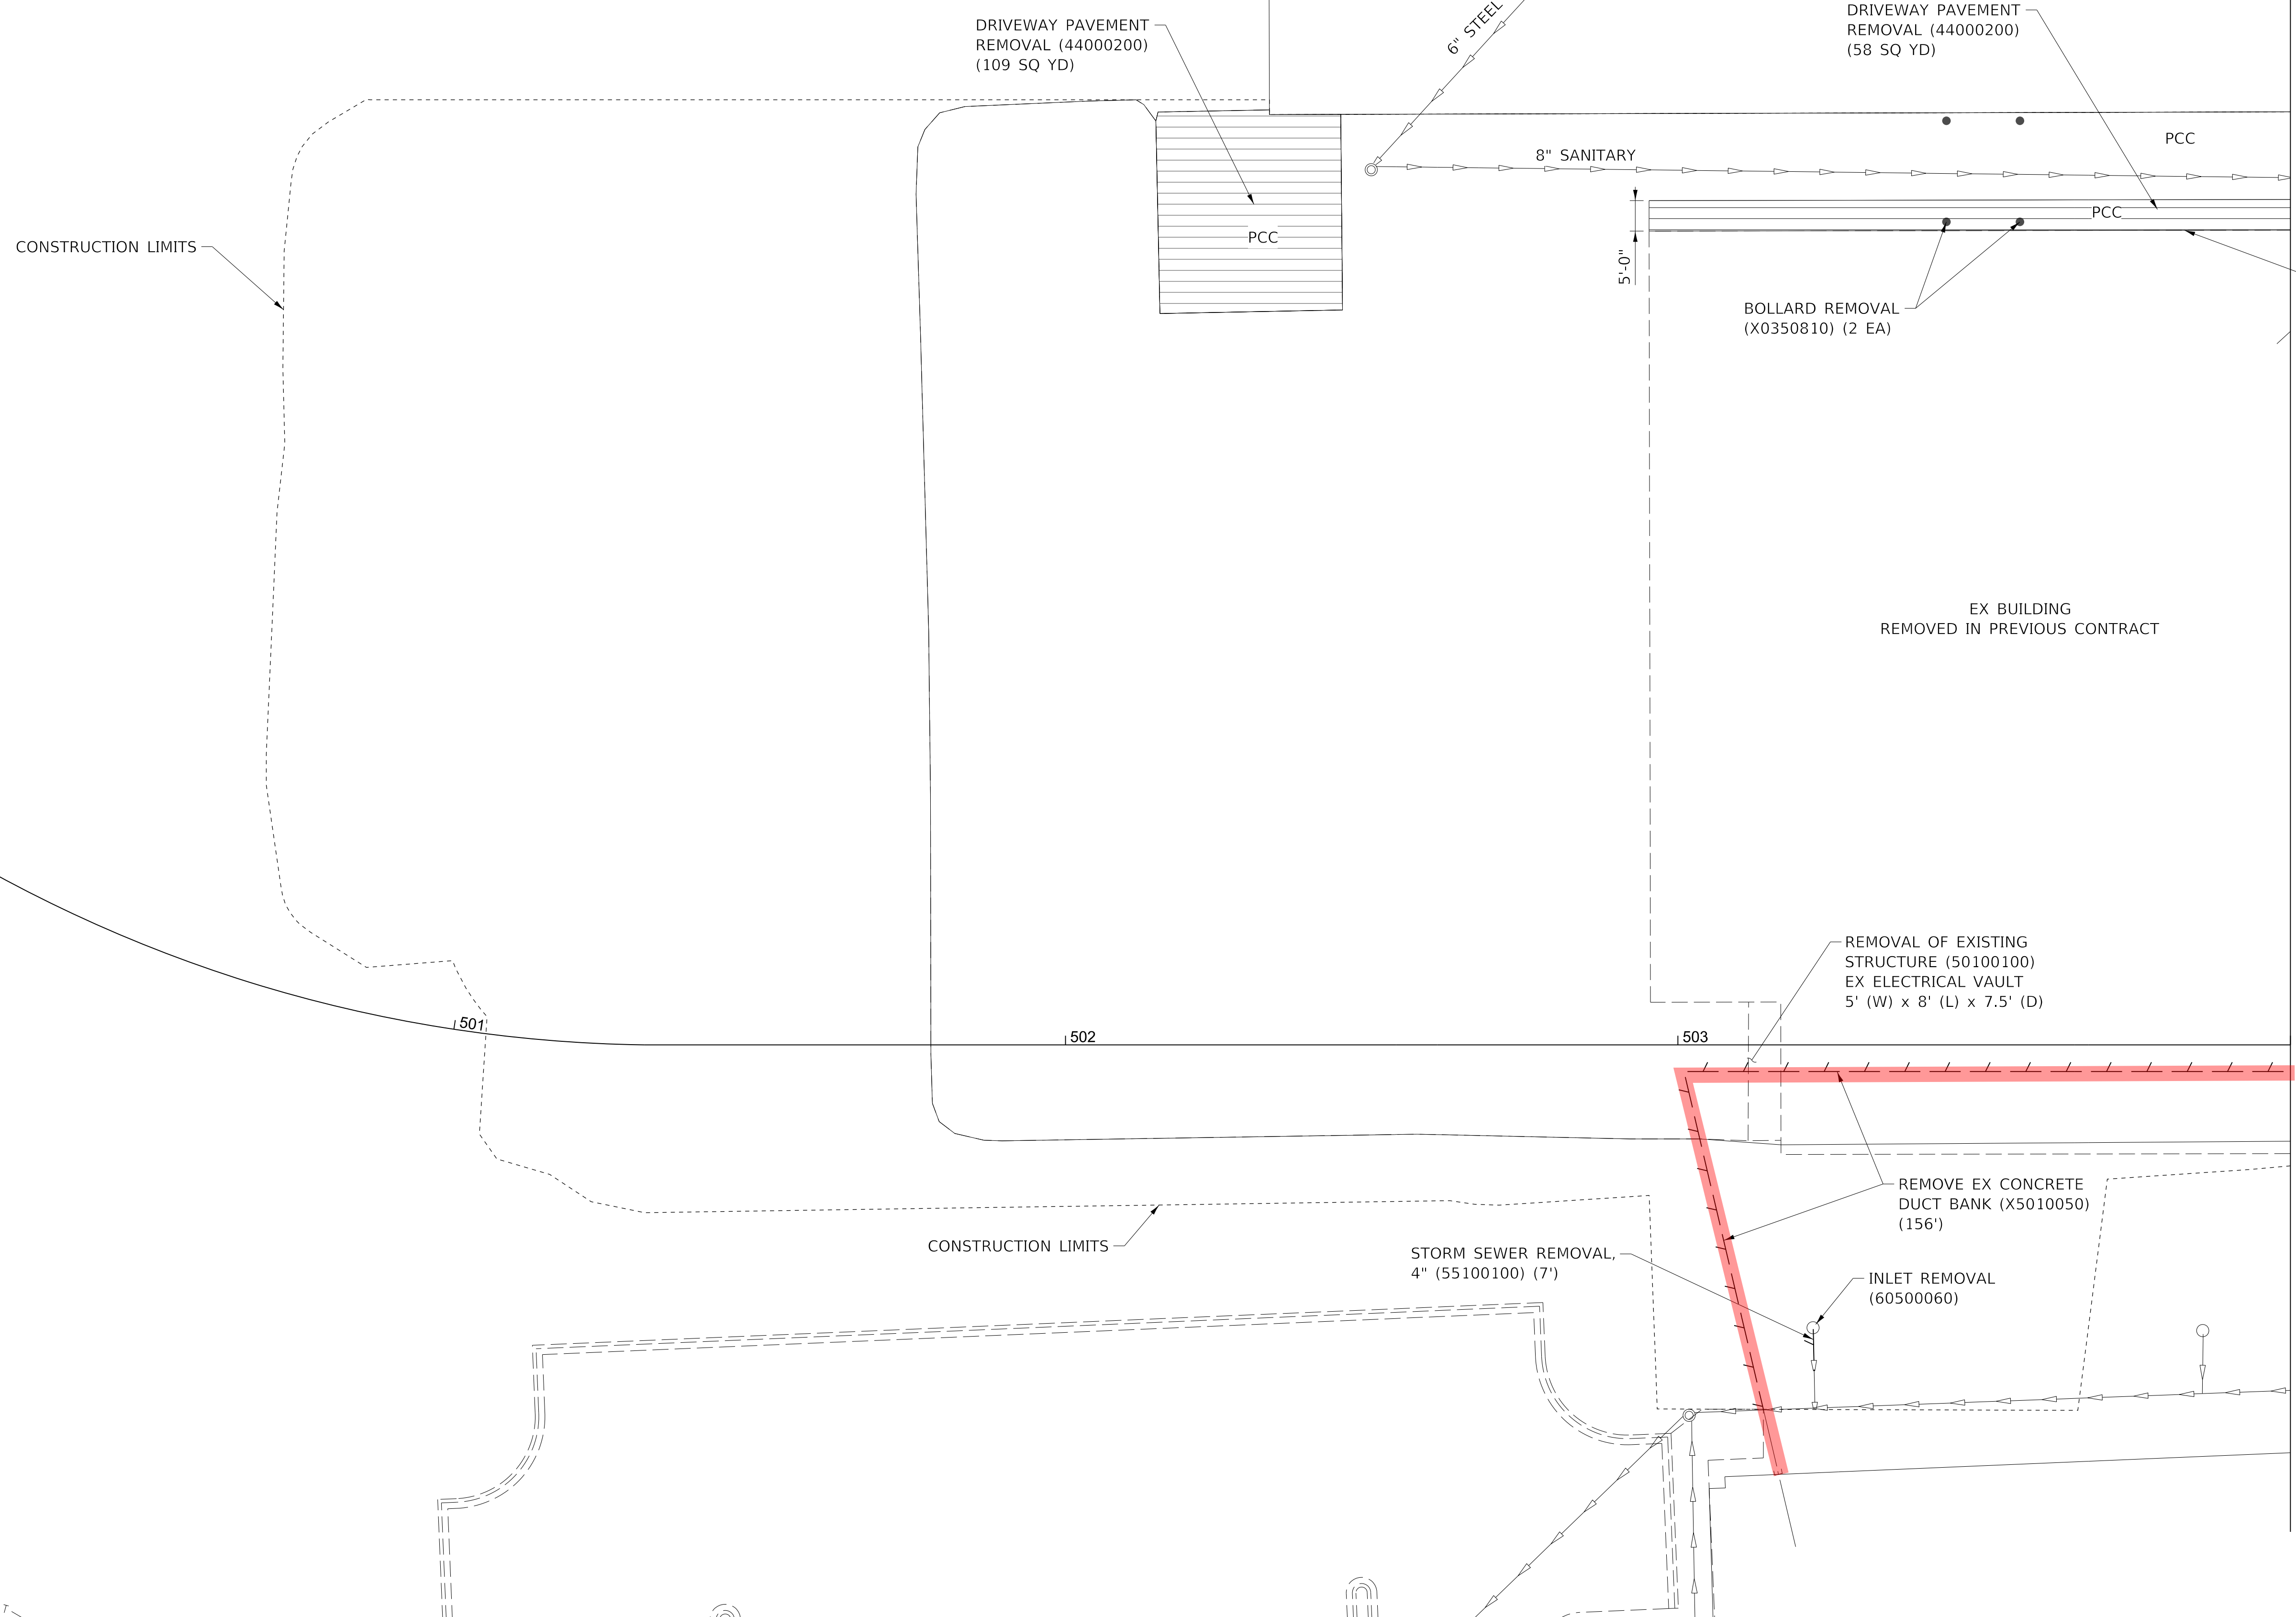 DRIVEWAY PAVEMENT
REMOVAL (44000200)
(109 SQ YD)
6" STEEL
DRIVEWAY PAVEMENT
REMOVAL (44000200)
(58 SQ YD)
PCC
8" SANITARY
PCC
PCC
CONSTRUCTION LIMITS
5'-0"
BOLLARD REMOVAL
(X0350810) (2 EA)
EX BUILDING
REMOVED IN PREVIOUS CONTRACT
REMOVAL OF EXISTING
STRUCTURE (50100100)
EX ELECTRICAL VAULT
5' (W) x 8' (L) x 7.5' (D)
501
502
503
REMOVE EX CONCRETE
DUCT BANK (X5010050)
(156')
CONSTRUCTION LIMITS
STORM SEWER REMOVAL,
4" (55100100) (7')
INLET REMOVAL
(60500060)